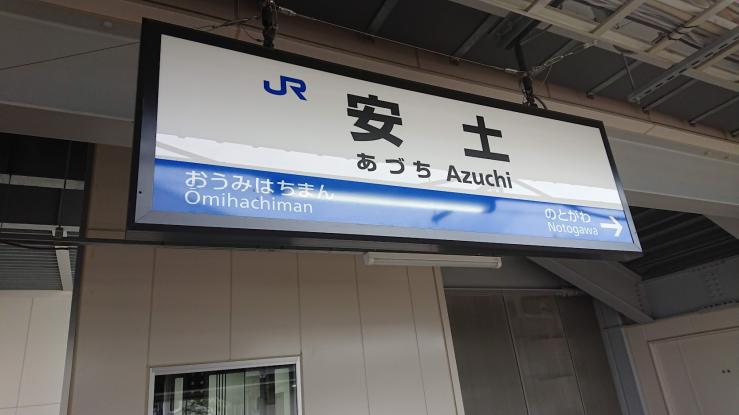 JR 安土
あづち Azuchi
おうみはちまん
Omihachiman
のとがわ
Notogawa